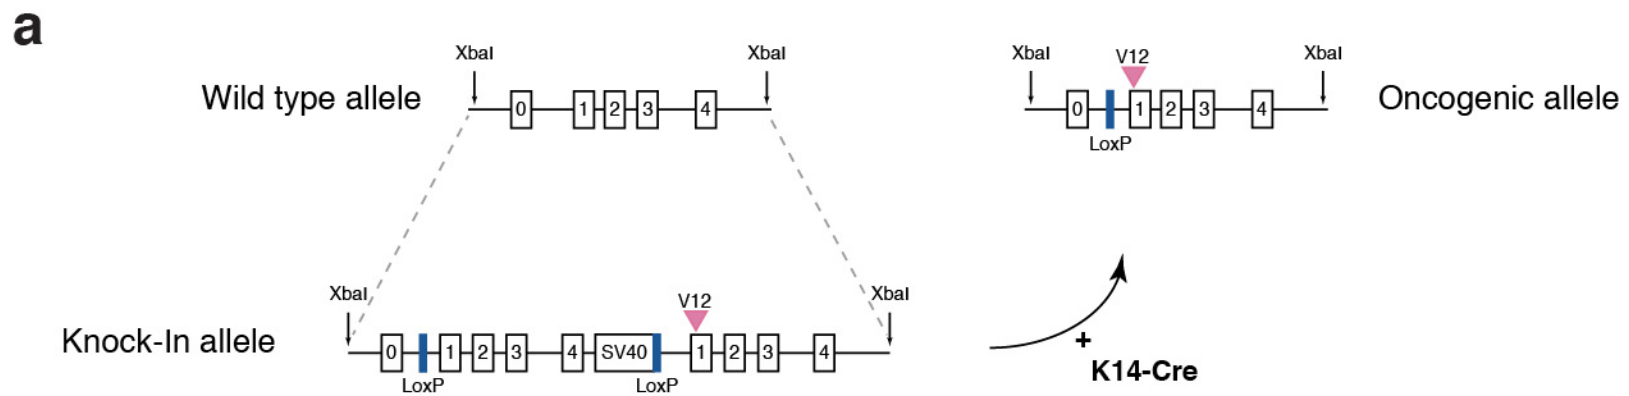 a
XbaI XbaI
Wild type allele
0 1 2 3 4
XbaI V12 XbaI
0 1 2 3 4
LoxP
Oncogenic allele
XbaI V12 XbaI
Knock-In allele
0 1 2 3 4 SV40 1 2 3 4
LoxP LoxP
+
K14-Cre